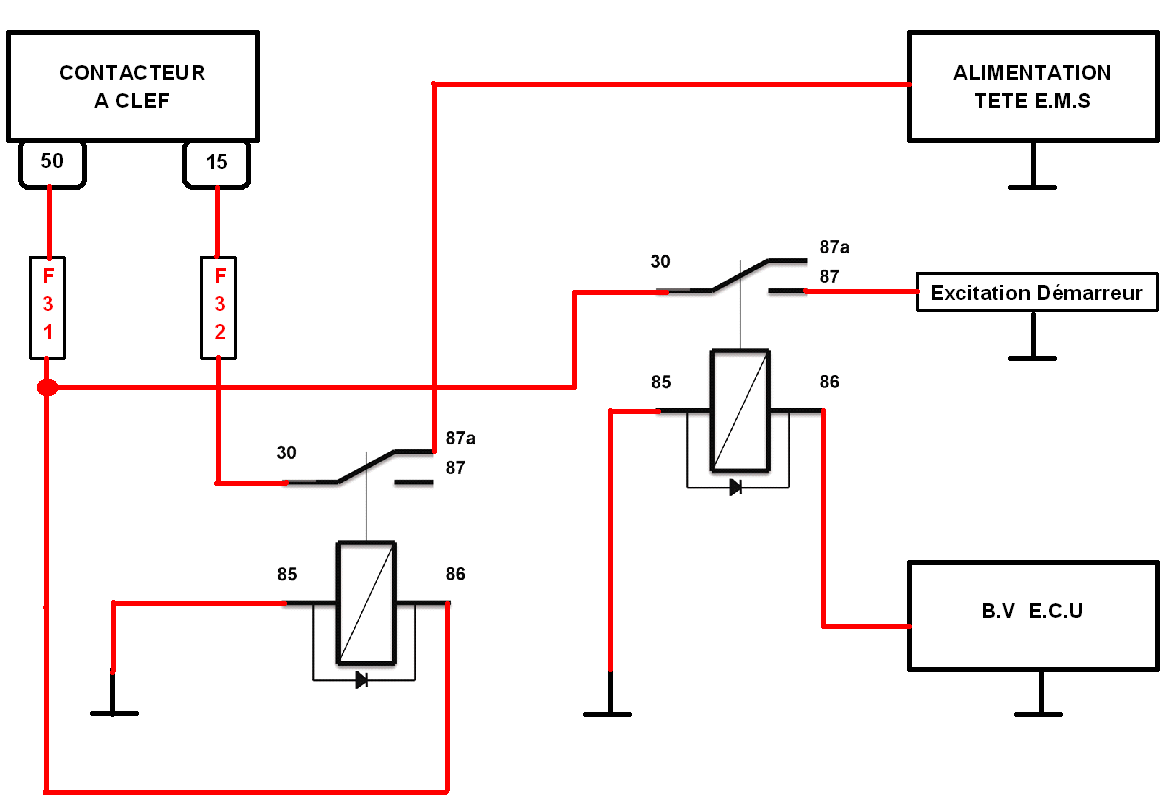 CONTACTEUR
A CLEF
50
15
F
3
1
F
3
2
ALIMENTATION
TETE E.M.S
30
87a
87
Excitation Démarreur
85
86
30
87a
87
85
86
B.V E.C.U